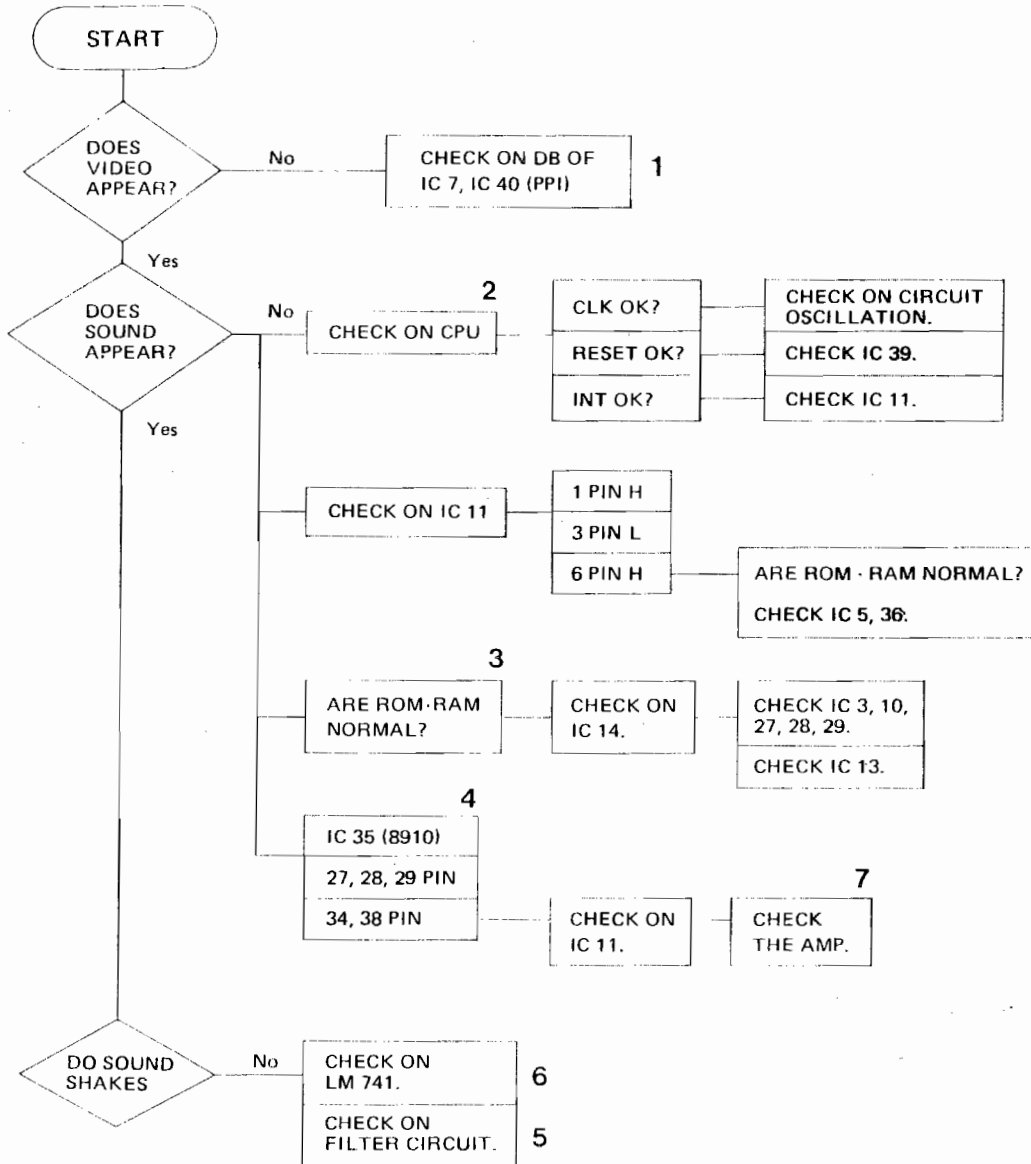 START
DOES
VIDEO
APPEAR?
No
CHECK ON DB OF
IC 7, IC 40 (PPI)
1
Yes
DOES
SOUND
APPEAR?
No
2
CHECK ON CPU
CLK OK?
CHECK ON CIRCUIT
OSCILLATION.
RESET OK?
CHECK IC 39.
INT OK?
CHECK IC 11.
Yes
CHECK ON IC 11
1 PIN H
3 PIN L
6 PIN H
ARE ROM · RAM NORMAL?
CHECK IC 5, 36.
3
ARE ROM·RAM
NORMAL?
CHECK ON
IC 14.
CHECK IC 3, 10,
27, 28, 29.
CHECK IC 13.
4
IC 35 (8910)
27, 28, 29 PIN
34, 38 PIN
CHECK ON
IC 11.
7
CHECK
THE AMP.
DO SOUND
SHAKES
No
CHECK ON
LM 741.
6
CHECK ON
FILTER CIRCUIT.
5